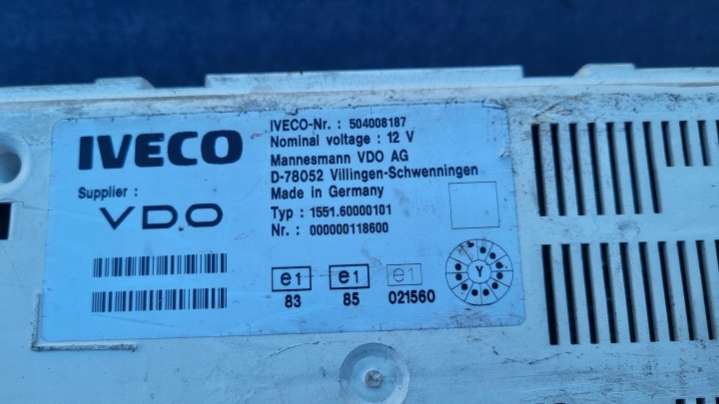 IVECO
Supplier :
VDO
IVECO-Nr. : 504008187
Nominal voltage : 12 V
Mannesmann VDO AG
D-78052 Villingen-Schwenningen
Made in Germany
Typ : 1551.60000101
Nr. : 000000118600
e1 e1 e1
83 85 021560
Y